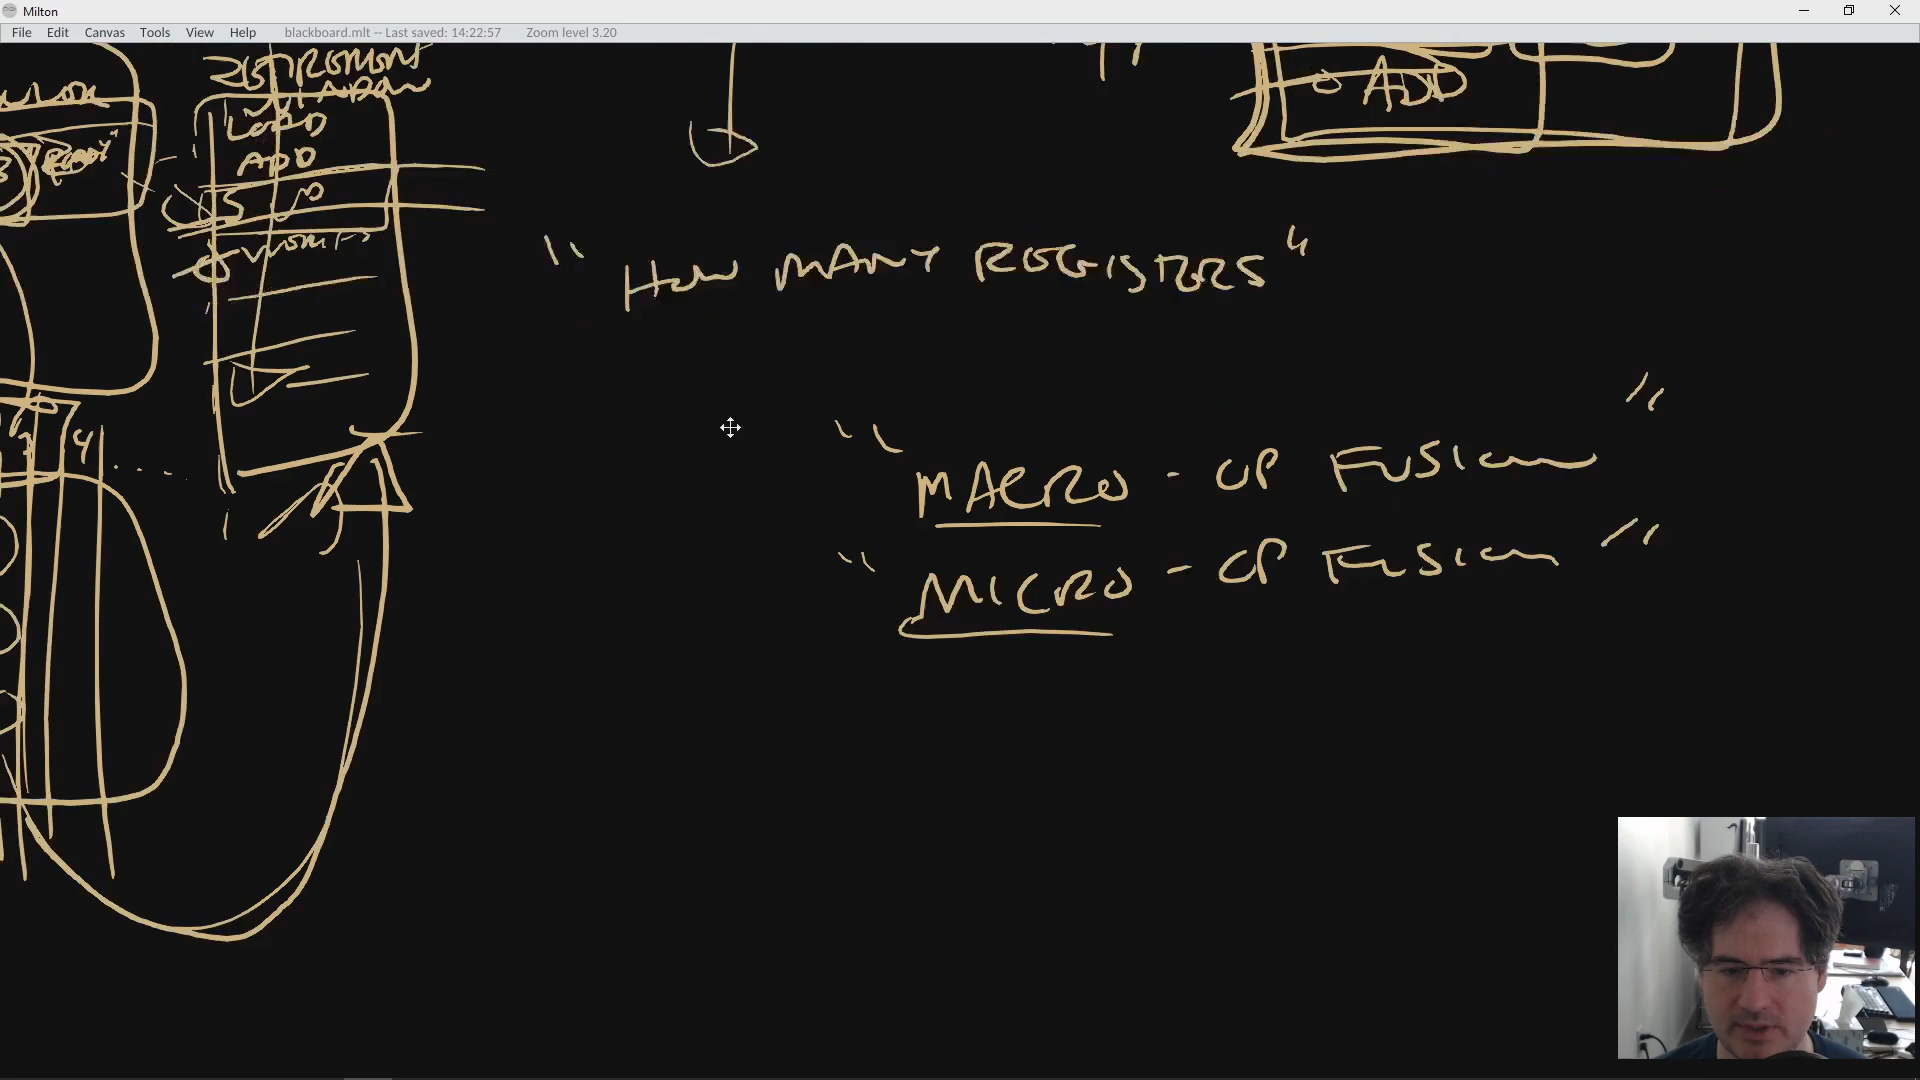 Milton
File Edit Canvas Tools View Help blackboard.mlt -- Last saved: 14:22:57 Zoom level 3.20
LOAD
ADD
ADD
"HOW MANY REGISTERS"
4
"MACRO - OP FUSION"
"MICRO - OP FUSION"